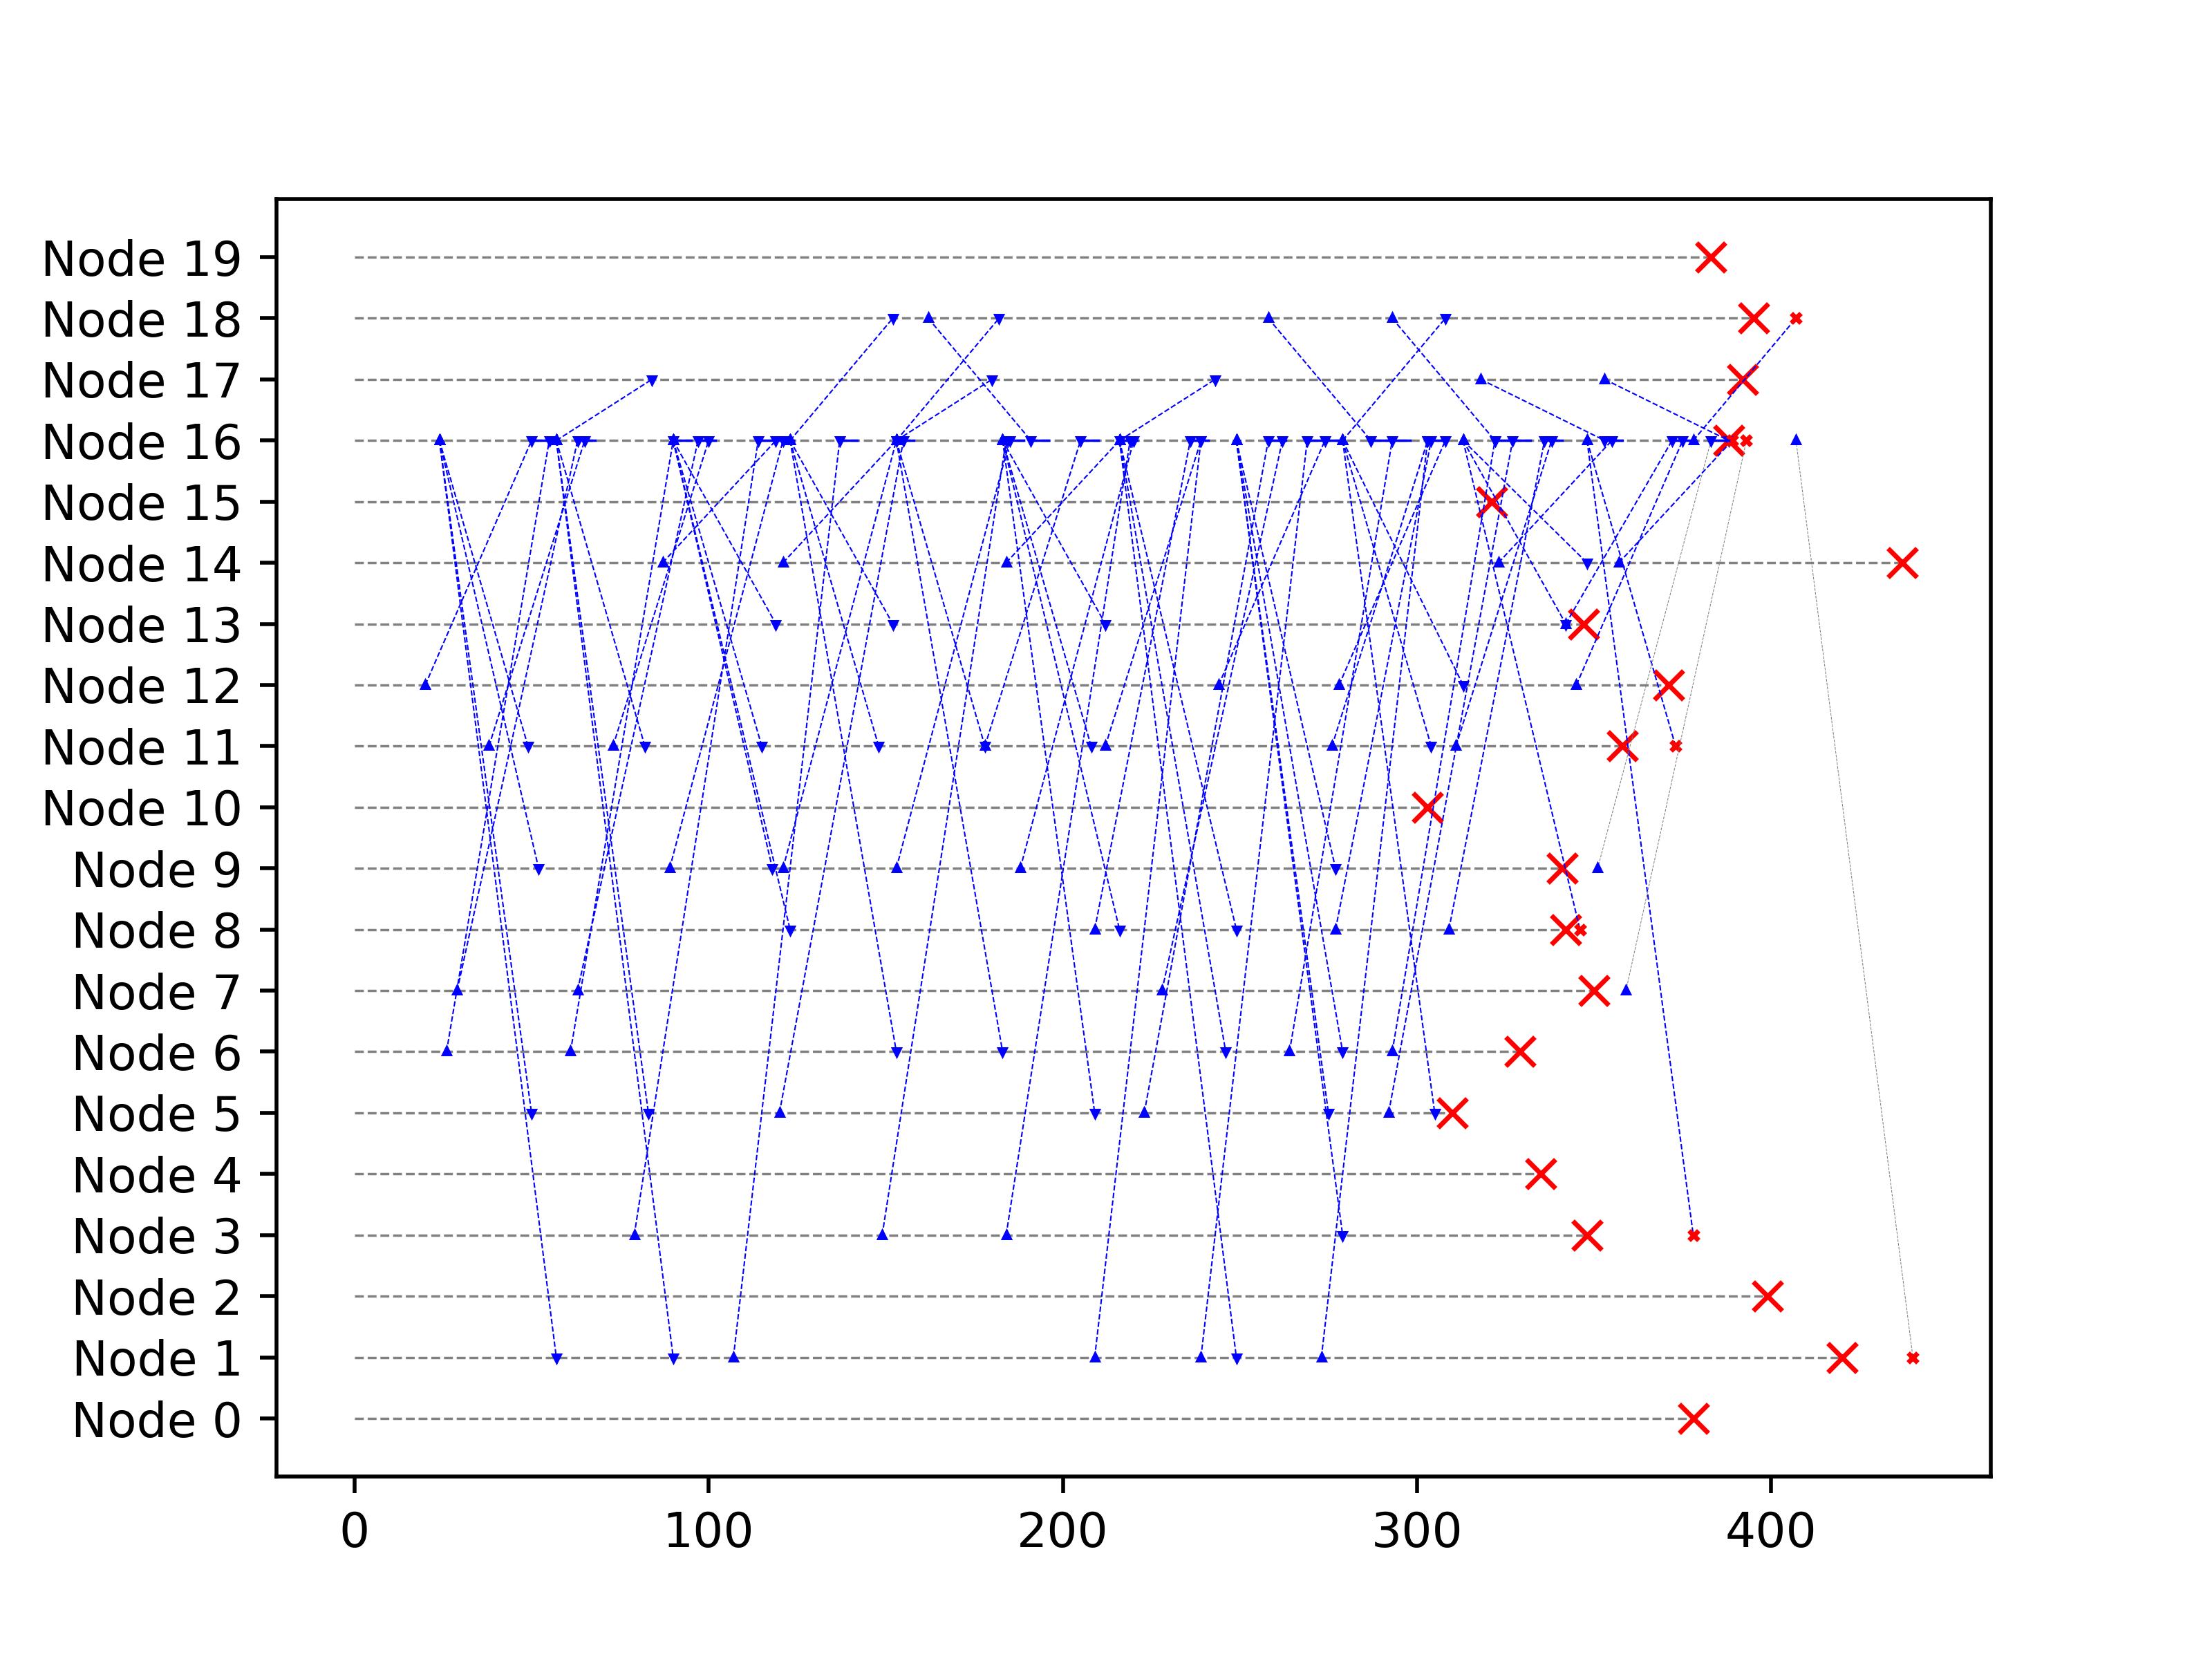 Node 19
Node 18
Node 17
Node 16
Node 15
Node 14
Node 13
Node 12
Node 11
Node 10
Node 9
Node 8
Node 7
Node 6
Node 5
Node 4
Node 3
Node 2
Node 1
Node 0
0 100 200 300 400